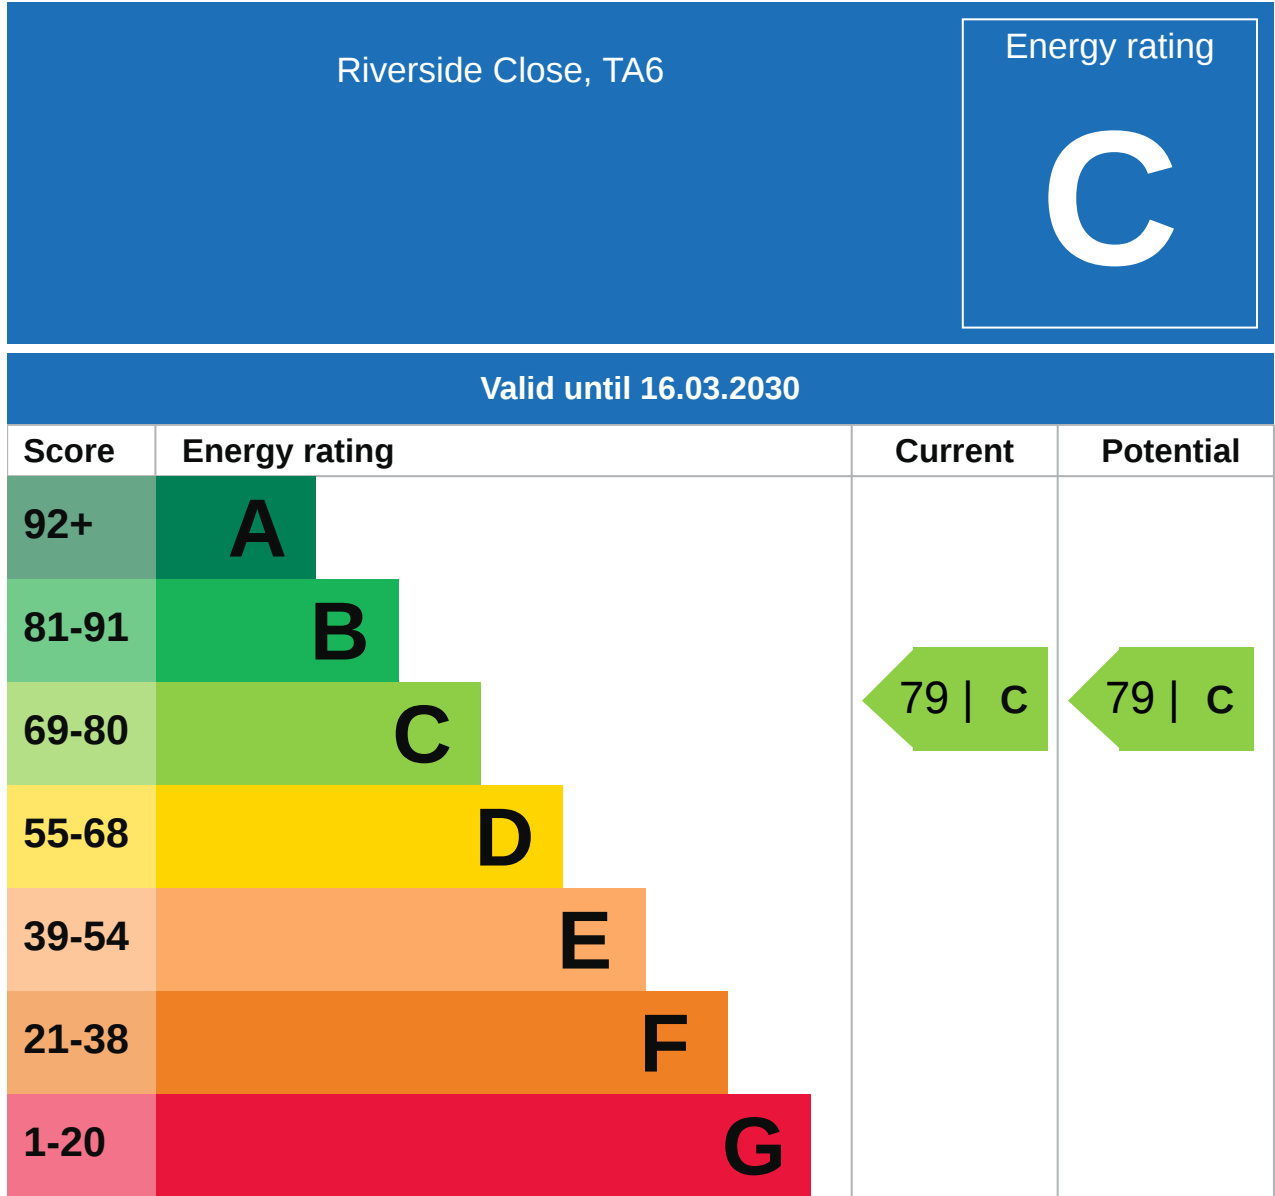 Riverside Close, TA6
Energy rating
C
Valid until 16.03.2030
Score Energy rating Current Potential
92+ A
81-91 B
69-80 C
79 | C 79 | C
55-68 D
39-54 E
21-38 F
1-20 G